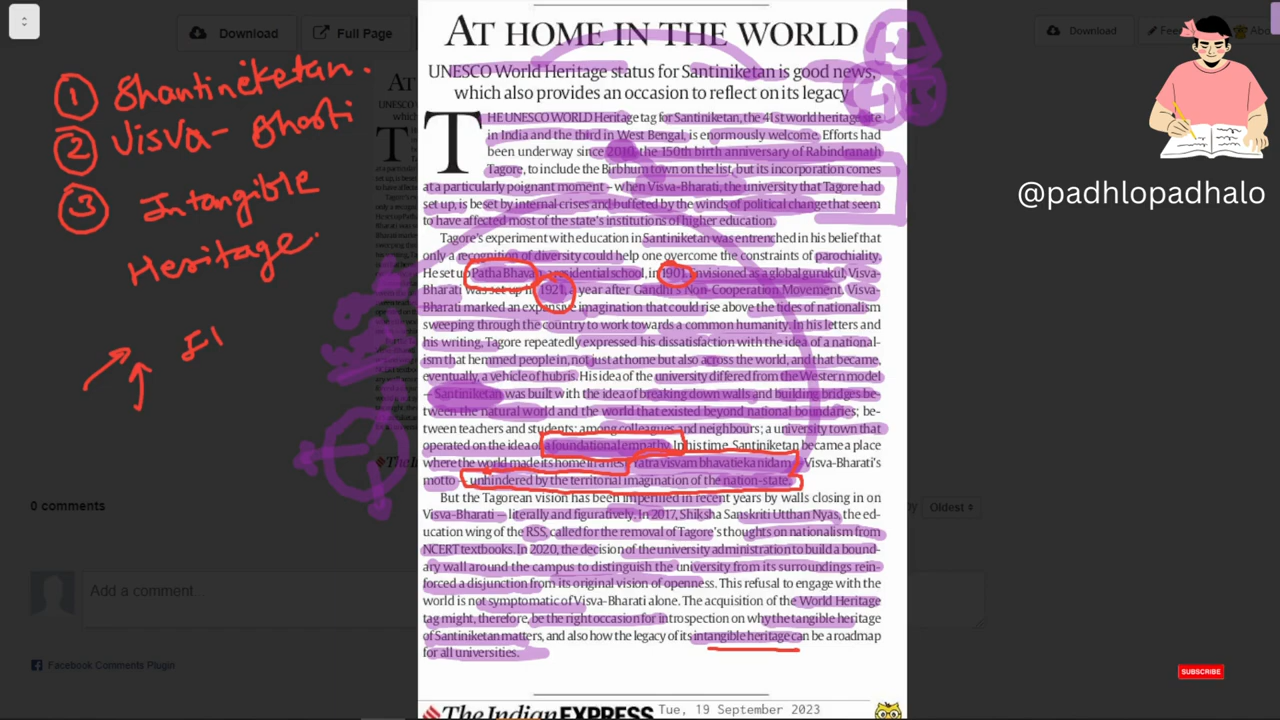 Download
Full Page
Download
① Shantiniketan.
② Visva-Bharti
③ Intangible
Heritage.
AT HOME IN THE WORLD
UNESCO World Heritage status for Santiniketan is good news,
which also provides an occasion to reflect on its legacy
THE UNESCO WORLD Heritage tag for Santiniketan, the 41st world heritage site
in India and the third in West Bengal, is enormously welcome. Efforts had
been underway since 2010, the 150th birth anniversary of Rabindranath
Tagore, to include the Birbhum town on the list, but its incorporation comes
at a particularly poignant moment — when Visva-Bharati, the university that Tagore had
set up, is beset by internal crises and buffeted by the winds of political change that seem
to have affected most of the state's institutions of higher education.
Tagore's experiment with education in Santiniketan was entrenched in his belief that
only a recognition of diversity could help one overcome the constraints of parochiality.
He set up Patha Bhavan, a residential school, in 1901. Envisioned as a global gurukul, Visva-
Bharati was set up in 1921, a year after Gandhi's Non-Cooperation Movement. Visva-
Bharati marked an expansive imagination that could rise above the tides of nationalism
sweeping through the country to work towards a common humanity. In his letters and
his writing, Tagore repeatedly expressed his dissatisfaction with the idea of a national-
ism that hemmed people in, not just at home but also across the world, and that became,
eventually, a vehicle of hubris. His idea of the university differed from the Western model
— Santiniketan was built with the idea of breaking down walls and building bridges be-
tween the natural world and the world that existed beyond national boundaries; be-
tween teachers and students; among colleagues and neighbours; a university town that
operated on the idea of a foundational empathy. In his time, Santiniketan became a place
where the world made its home in a nest — Yatra visvam bhavatieka nidam, Visva-Bharati's
motto — unhindered by the territorial imagination of the nation-state.
But the Tagorean vision has been imperilled in recent years by walls closing in on
Visva-Bharati — literally and figuratively. In 2017, Shiksha Sanskriti Utthan Nyas, the ed-
ucation wing of the RSS, called for the removal of Tagore's thoughts on nationalism from
NCERT textbooks. In 2020, the decision of the university administration to build a bound-
ary wall around the campus to distinguish the university from its surroundings rein-
forced a disjunction from its original vision of openness. This refusal to engage with the
world is not symptomatic of Visva-Bharati alone. The acquisition of the World Heritage
tag might, therefore, be the right occasion for introspection on why the tangible heritage
of Santiniketan matters, and also how the legacy of its intangible heritage can be a roadmap
for all universities.
The Indian EXPRESS
Tue, 19 September 2023
@padhlopadhalo
0 comments
by Oldest
Add a comment...
Facebook Comments Plugin
SUBSCRIBE